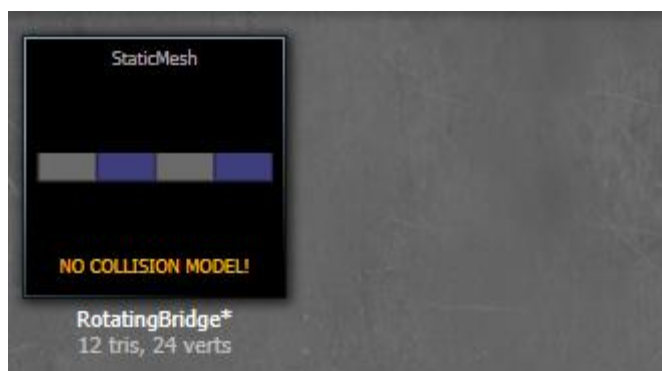 StaticMesh
NO COLLISION MODEL!
RotatingBridge*
12 tris, 24 verts